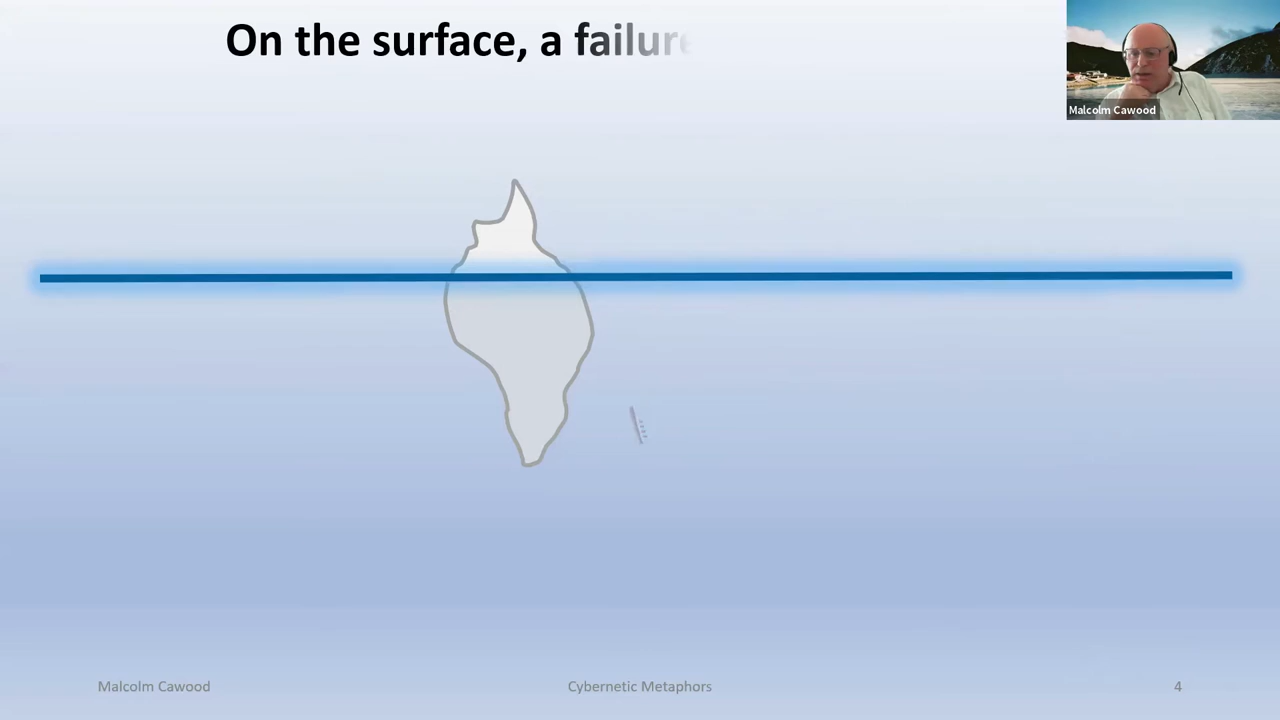 On the surface, a failure
Malcolm Cawood
Malcolm Cawood
Cybernetic Metaphors
4